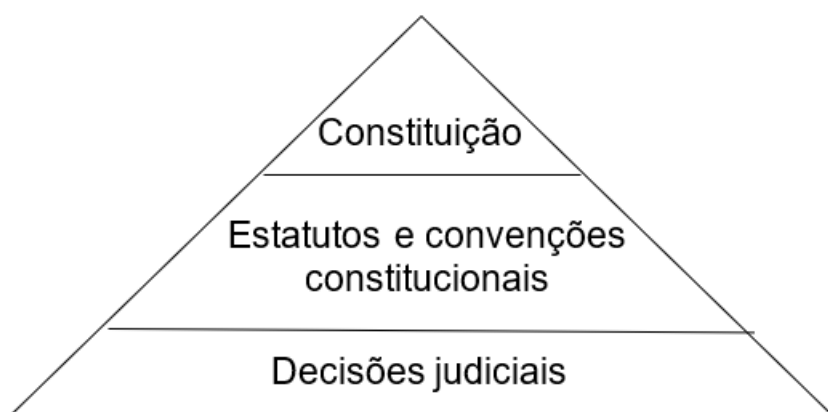 Constituição
Estatutos e convenções
constitucionais
Decisões judiciais